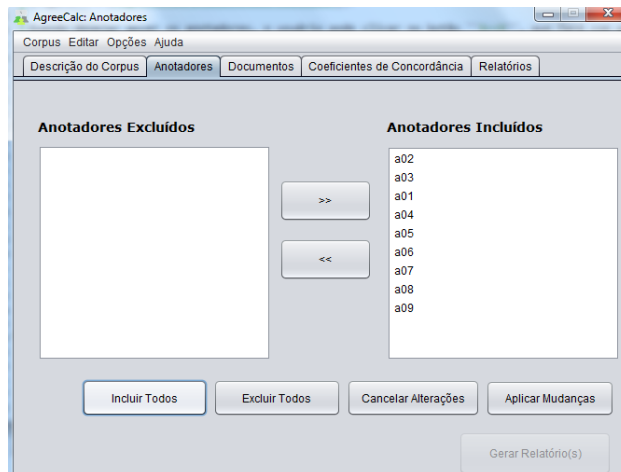 AgreeCalc: Anotadores
Corpus Editar Opções Ajuda
Descrição do Corpus Anotadores Documentos Coeficientes de Concordância Relatórios
Anotadores Excluídos Anotadores Incluídos
a02
a03
>> a01
a04
a05
<< a06
a07
a08
a09
Incluir Todos Excluir Todos Cancelar Alterações Aplicar Mudanças
Gerar Relatório(s)